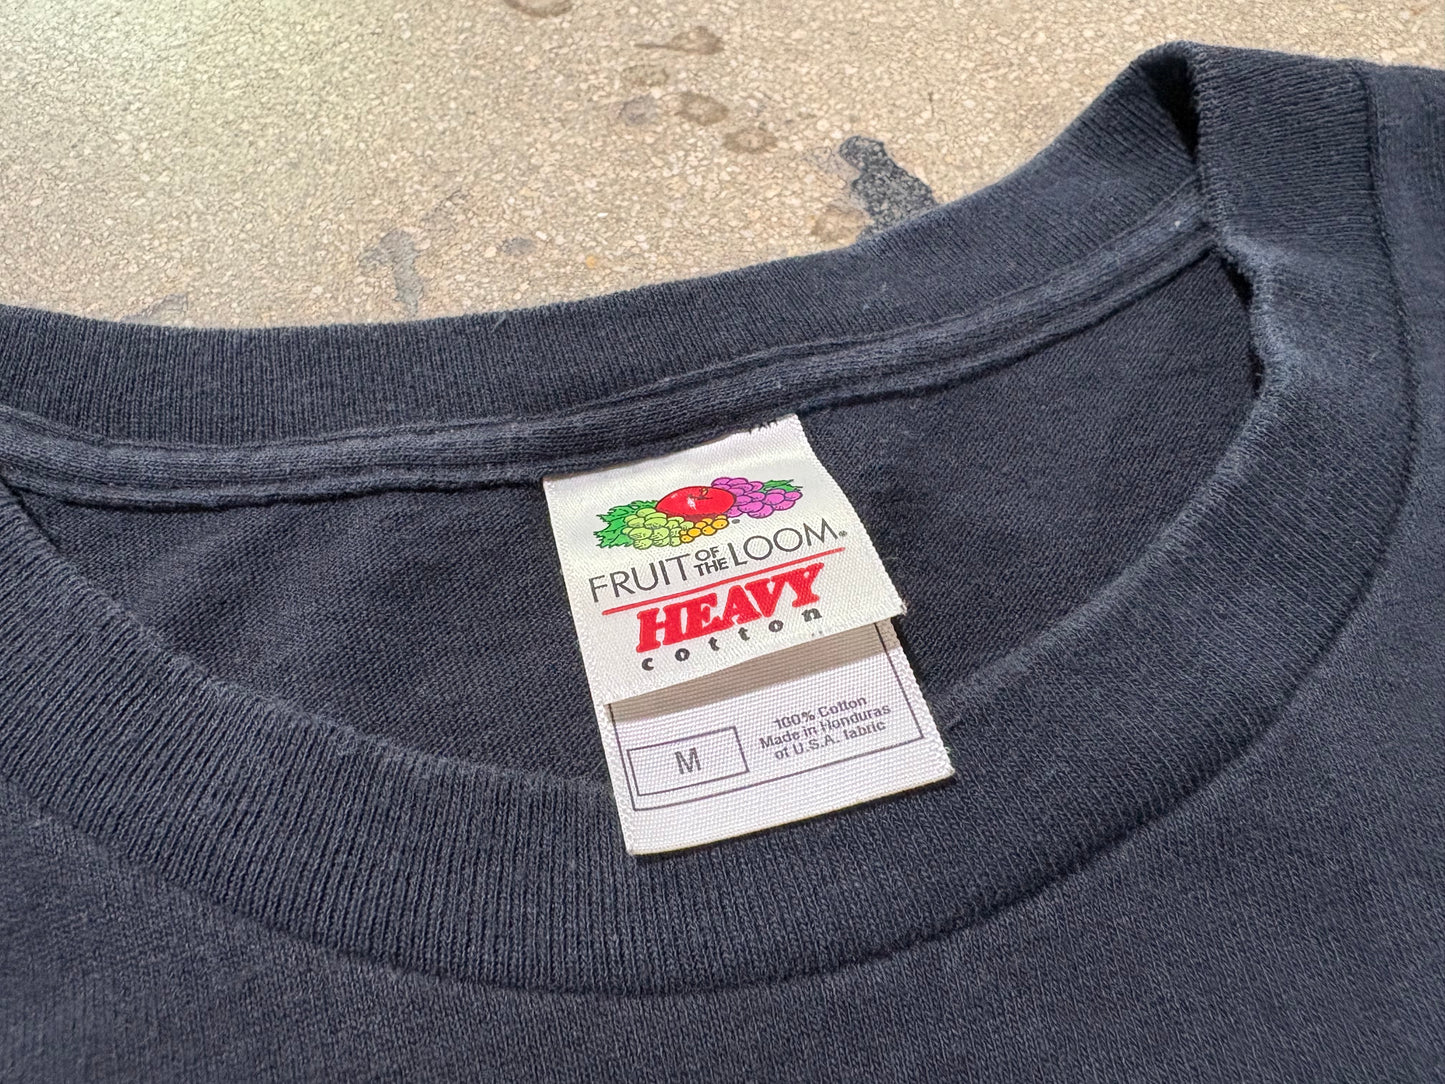 FRUIT OF THE LOOM®
HEAVY
cotton
M
100% Cotton
Made in Honduras
of U.S.A. fabric